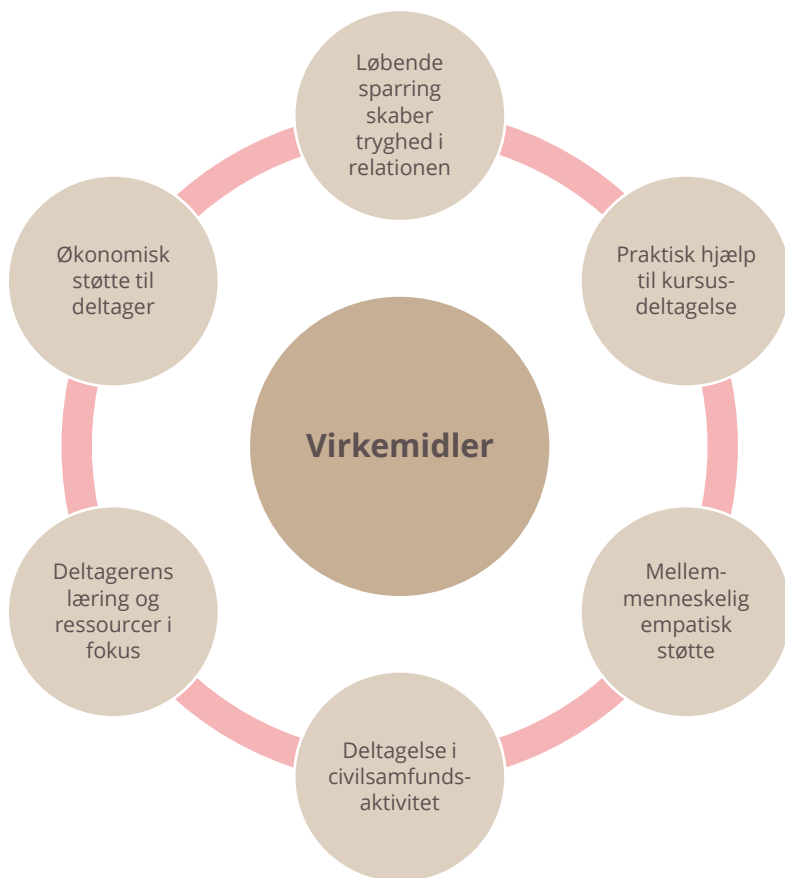 Løbende
sparring
skaber
tryghed i
relationen
Praktisk hjælp
til kursus-
deltagelse
Mellem-
menneskelig
empatisk
støtte
Deltagelse i
civilsamfunds-
aktivitet
Deltagerens
læring og
ressourcer i
fokus
Økonomisk
støtte til
deltager
Virkemidler